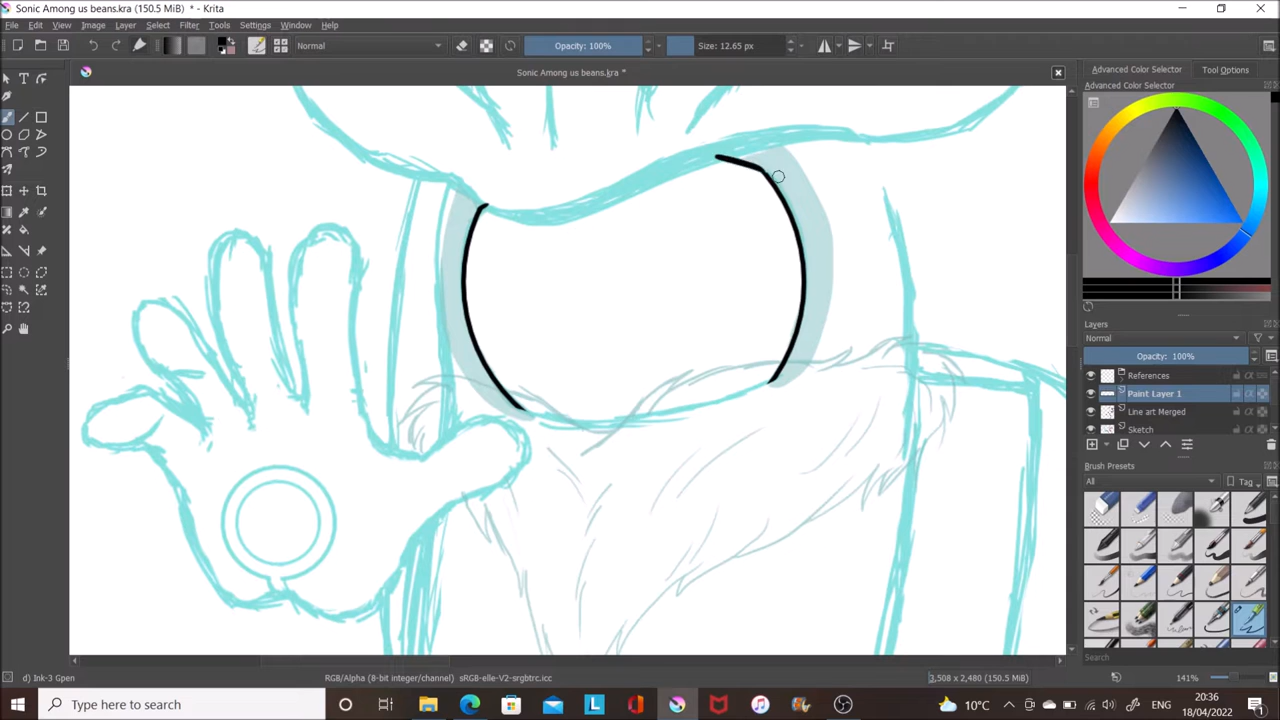 Sonic Among us beans.kra (150.5 MiB) * - Krita
File Edit View Image Layer Select Filter Tools Settings Window Help
Normal Opacity: 100% Size: 12.65 px
Sonic Among us beans.kra *
Advanced Color Selector Tool Options
Advanced Color Selector
Layers
Normal
Opacity: 100%
References
Paint Layer 1
Line art Merged
Sketch
Brush Presets
All Tag
Search
d) Ink-3 Gpen RGB/Alpha (8-bit integer/channel) sRGB-elle-V2-srgbtrc.icc 3,508 x 2,480 (150.5 MiB) 141%
Type here to search 10°C 20:36
18/04/2022